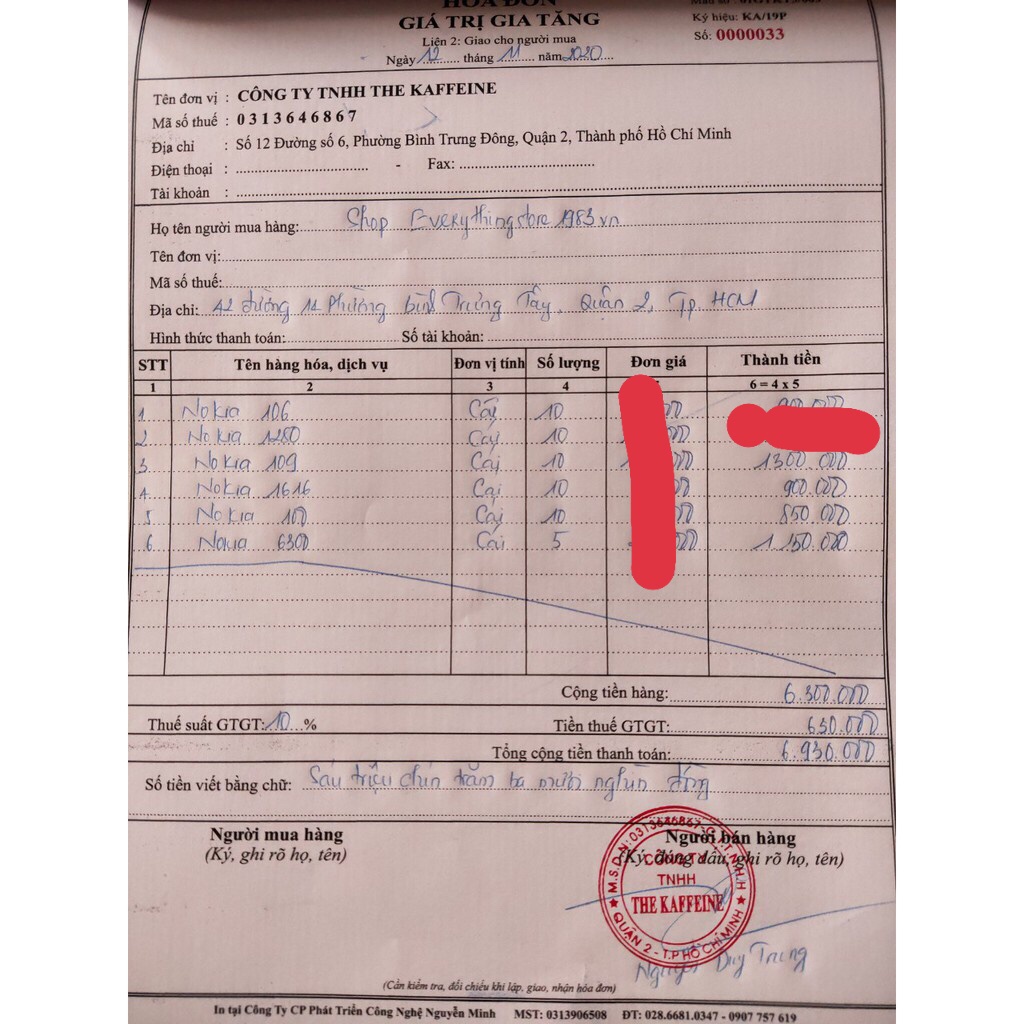 HÓA ĐƠN
GIÁ TRỊ GIA TĂNG
Liên 2: Giao cho người mua
Ngày 12 tháng 11 năm 2020
Ký hiệu: KA/19P
Số: 0000033
Tên đơn vị : CÔNG TY TNHH THE KAFFEINE
Mã số thuế : 0313646867
Địa chỉ : Số 12 Đường số 6, Phường Bình Trưng Đông, Quận 2, Thành phố Hồ Chí Minh
Điện thoại : - Fax:
Tài khoản :
Họ tên người mua hàng: Shop Everythingstore1983.vn
Tên đơn vị:
Mã số thuế:
Địa chỉ: 42 đường 11 Phường bình Trưng Tây, Quận 2, Tp. HCM
Hình thức thanh toán: Số tài khoản:
STT Tên hàng hóa, dịch vụ Đơn vị tính Số lượng Đơn giá Thành tiền
1 2 3 4 6 = 4 x 5
1 Nokia 106 Cái 10 900.000
2 Nokia 1280 Cái 10
3 Nokia 109 Cái 10 1300.000
4 Nokia 1616 Cái 10 900.000
5 Nokia 100 Cái 10 850.000
6 Nokia 6300 Cái 5 1.150.000
Cộng tiền hàng: 6.300.000
Thuế suất GTGT: 10 % Tiền thuế GTGT: 630.000
Tổng cộng tiền thanh toán: 6.930.000
Số tiền viết bằng chữ: Sáu triệu chín trăm ba mươi nghìn đồng
Người mua hàng Người bán hàng
(Ký, ghi rõ họ, tên) (Ký, đóng dấu, ghi rõ họ, tên)
M.S.D.N:0313646867-C.T.T.N.H.H
CÔNG TY
TNHH
THE KAFFEINE
QUẬN 2 - T.P HỒ CHÍ MINH
Nguyễn Duy Trung
(Cần kiểm tra, đối chiếu khi lập, giao, nhận hóa đơn)
In tại Công Ty CP Phát Triển Công Nghệ Nguyễn Minh MST: 0313906508 ĐT: 028.6681.0347 - 0907 757 619